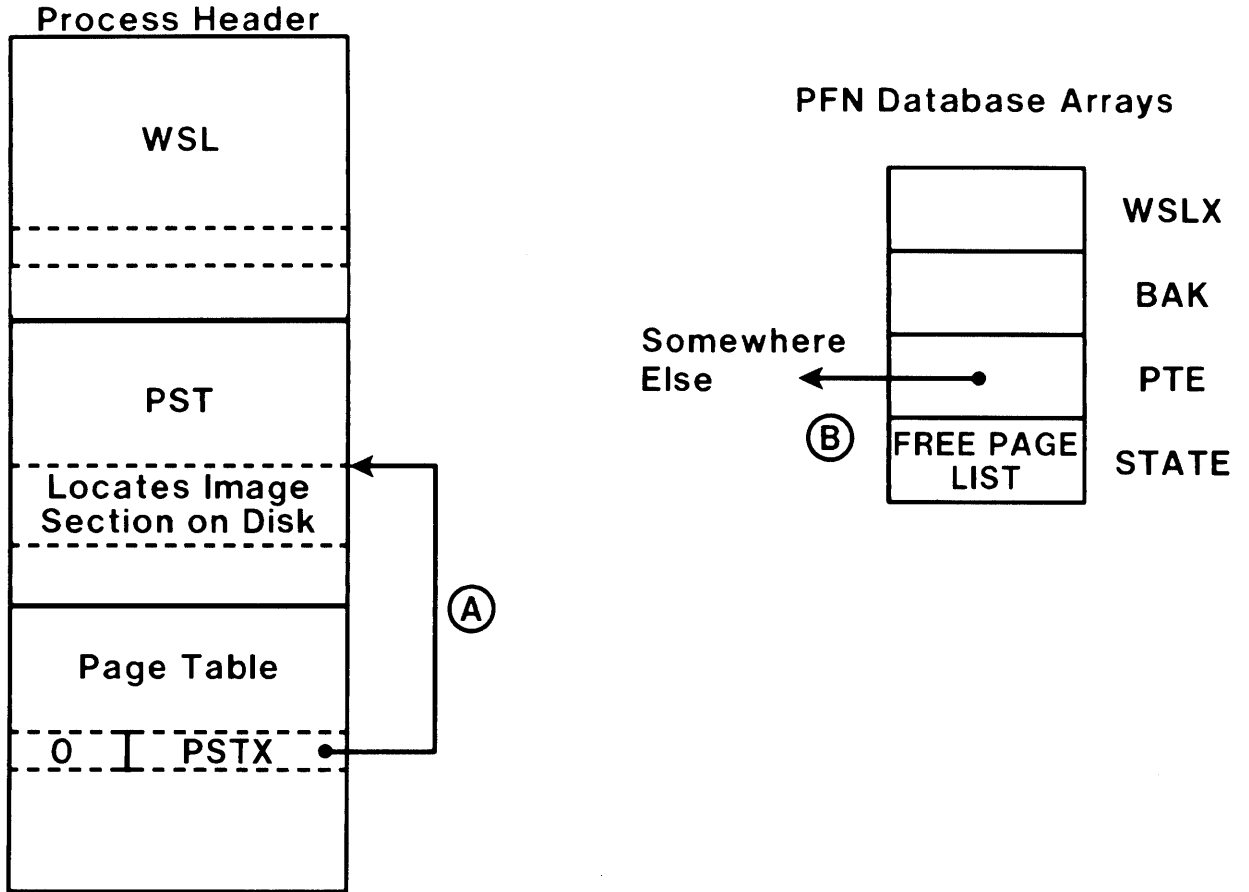 Process Header
WSL
PST
Locates Image
Section on Disk
A
Page Table
0 PSTX
PFN Database Arrays
WSLX
BAK
Somewhere
Else
PTE
B
FREE PAGE
LIST
STATE